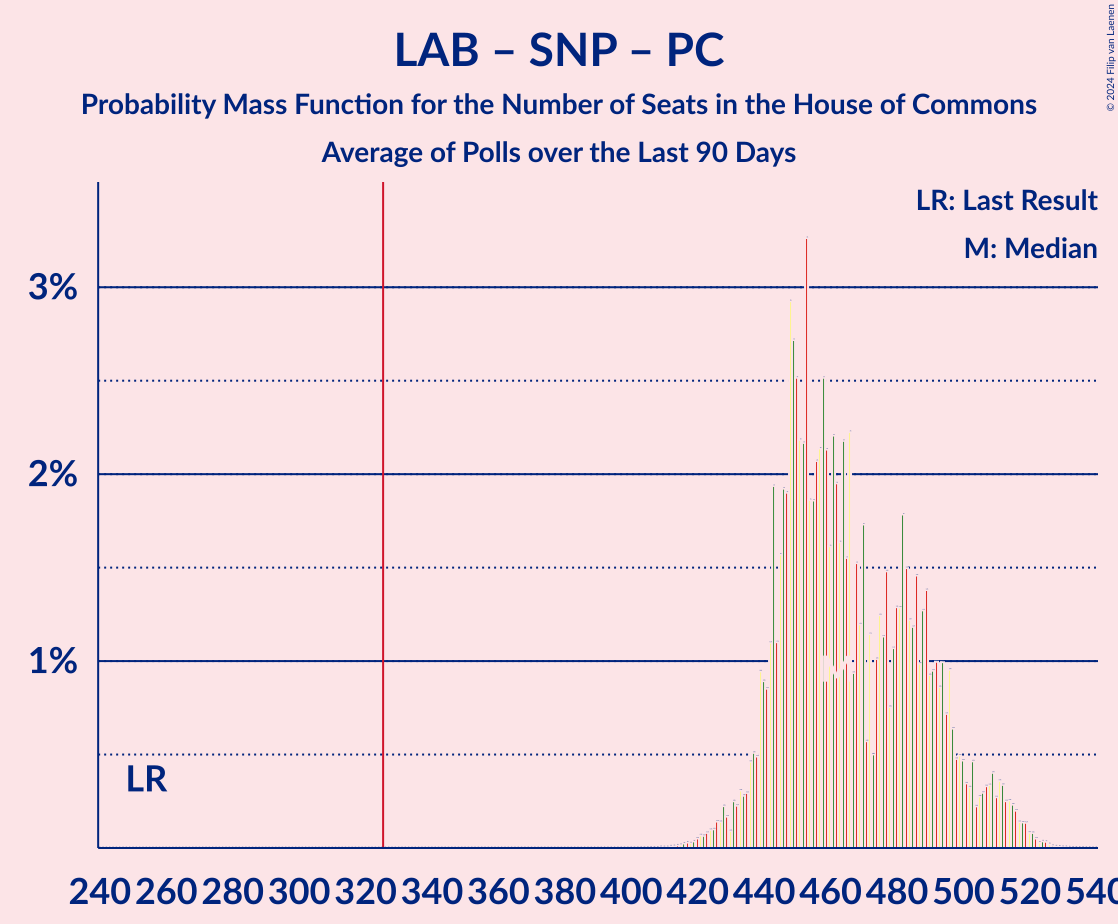 LAB – SNP – PC
Probability Mass Function for the Number of Seats in the House of Commons
Average of Polls over the Last 90 Days
© 2024 Filip van Laenen
LR: Last Result
M: Median
3%
2%
1%
LR
240 260 280 300 320 340 360 380 400 420 440 460 480 500 520 540